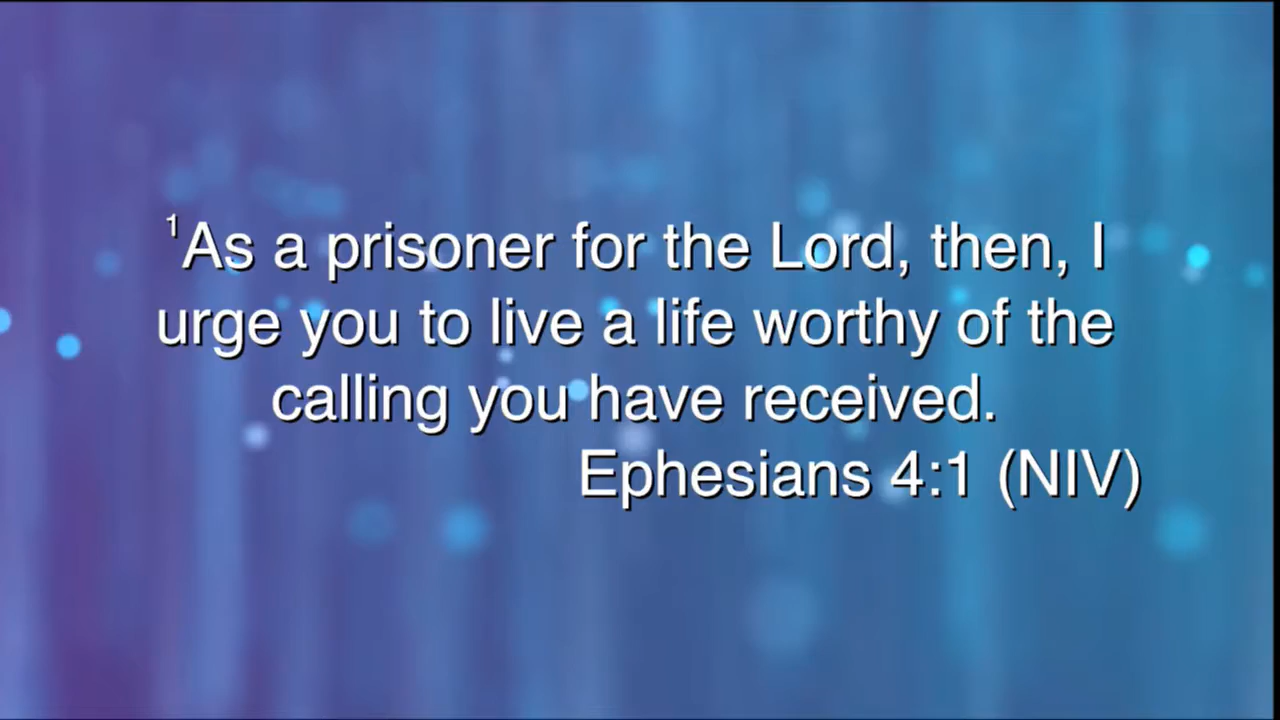 ¹As a prisoner for the Lord, then, I
urge you to live a life worthy of the
calling you have received.
Ephesians 4:1 (NIV)